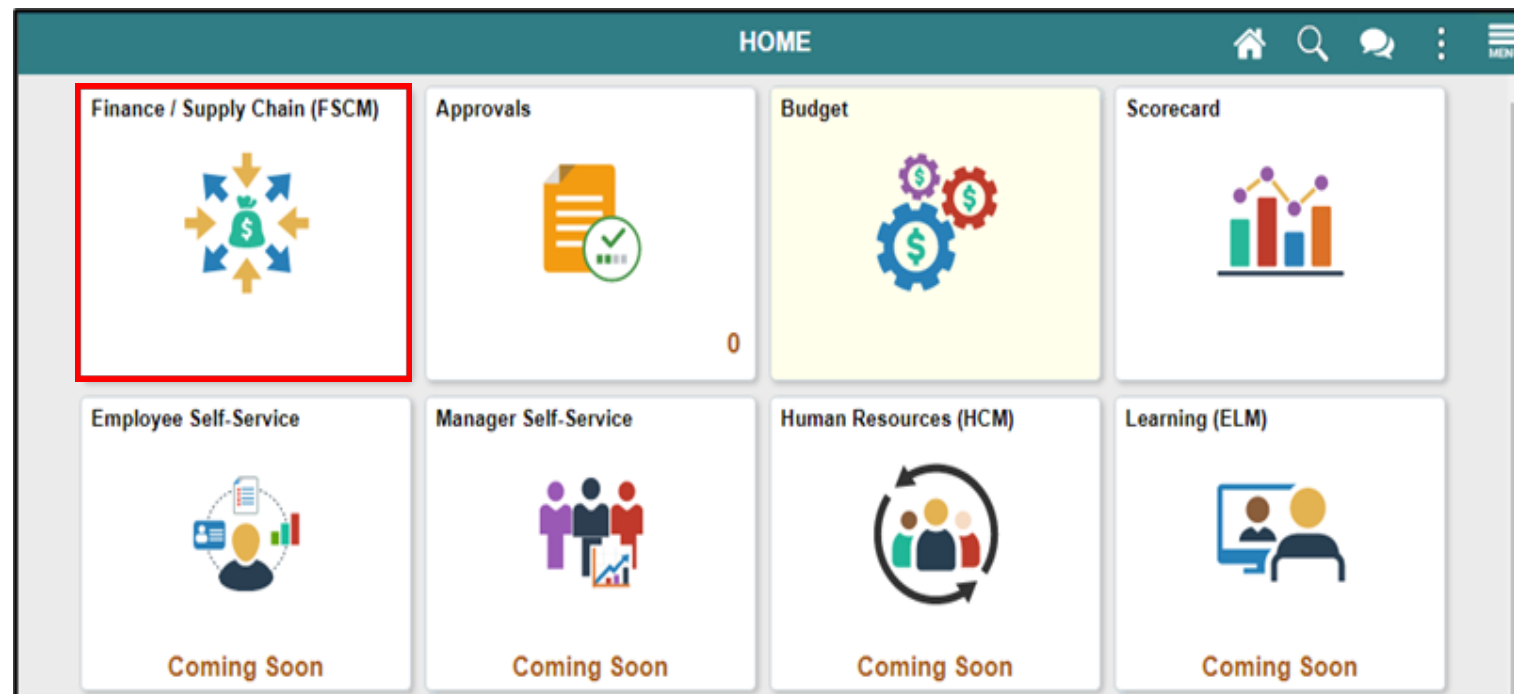 HOME
MEN
Finance / Supply Chain (FSCM)
Approvals
Budget
Scorecard
$
$
$
$
0
Employee Self-Service
Manager Self-Service
Human Resources (HCM)
Learning (ELM)
Coming Soon
Coming Soon
Coming Soon
Coming Soon